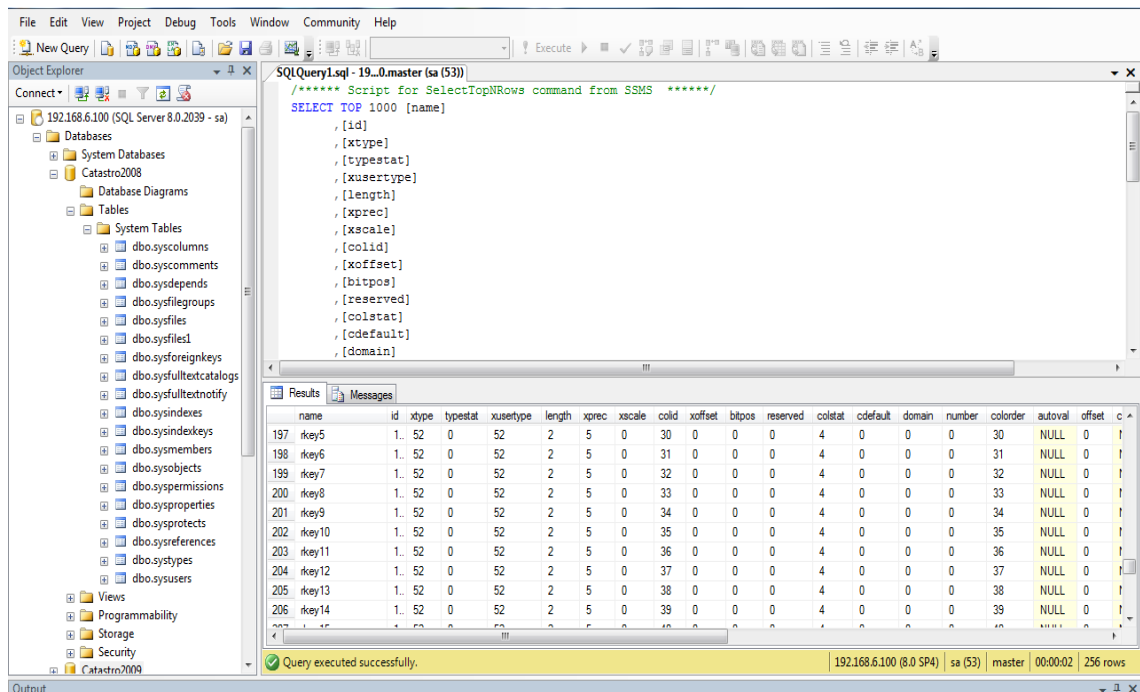 File Edit View Project Debug Tools Window Community Help
New Query Execute
Object Explorer
SQLQuery1.sql - 19...0.master (sa (53))
Connect
192.168.6.100 (SQL Server 8.0.2039 - sa)
Databases
System Databases
Catastro2008
Database Diagrams
Tables
System Tables
dbo.syscolumns
dbo.syscomments
dbo.sysdepends
dbo.sysfilegroups
dbo.sysfiles
dbo.sysfiles1
dbo.sysforeignkeys
dbo.sysfulltextcatalogs
dbo.sysfulltextnotify
dbo.sysindexes
dbo.sysindexkeys
dbo.sysmembers
dbo.sysobjects
dbo.syspermissions
dbo.sysproperties
dbo.sysprotects
dbo.sysreferences
dbo.systypes
dbo.sysusers
Views
Programmability
Storage
Security
Catastro2009
/****** Script for SelectTopNRows command from SSMS ******/
SELECT TOP 1000 [name]
,[id]
,[xtype]
,[typestat]
,[xusertype]
,[length]
,[xprec]
,[xscale]
,[colid]
,[xoffset]
,[bitpos]
,[reserved]
,[colstat]
,[cdefault]
,[domain]
Results Messages
name id xtype typestat xusertype length xprec xscale colid xoffset bitpos reserved colstat cdefault domain number colorder autoval offset c
197 rkey5 1.. 52 0 52 2 5 0 30 0 0 0 4 0 0 0 30 NULL 0
198 rkey6 1.. 52 0 52 2 5 0 31 0 0 0 4 0 0 0 31 NULL 0
199 rkey7 1.. 52 0 52 2 5 0 32 0 0 0 4 0 0 0 32 NULL 0
200 rkey8 1.. 52 0 52 2 5 0 33 0 0 0 4 0 0 0 33 NULL 0
201 rkey9 1.. 52 0 52 2 5 0 34 0 0 0 4 0 0 0 34 NULL 0
202 rkey10 1.. 52 0 52 2 5 0 35 0 0 0 4 0 0 0 35 NULL 0
203 rkey11 1.. 52 0 52 2 5 0 36 0 0 0 4 0 0 0 36 NULL 0
204 rkey12 1.. 52 0 52 2 5 0 37 0 0 0 4 0 0 0 37 NULL 0
205 rkey13 1.. 52 0 52 2 5 0 38 0 0 0 4 0 0 0 38 NULL 0
206 rkey14 1.. 52 0 52 2 5 0 39 0 0 0 4 0 0 0 39 NULL 0
Query executed successfully. 192.168.6.100 (8.0 SP4) sa (53) master 00:00:02 256 rows
Output